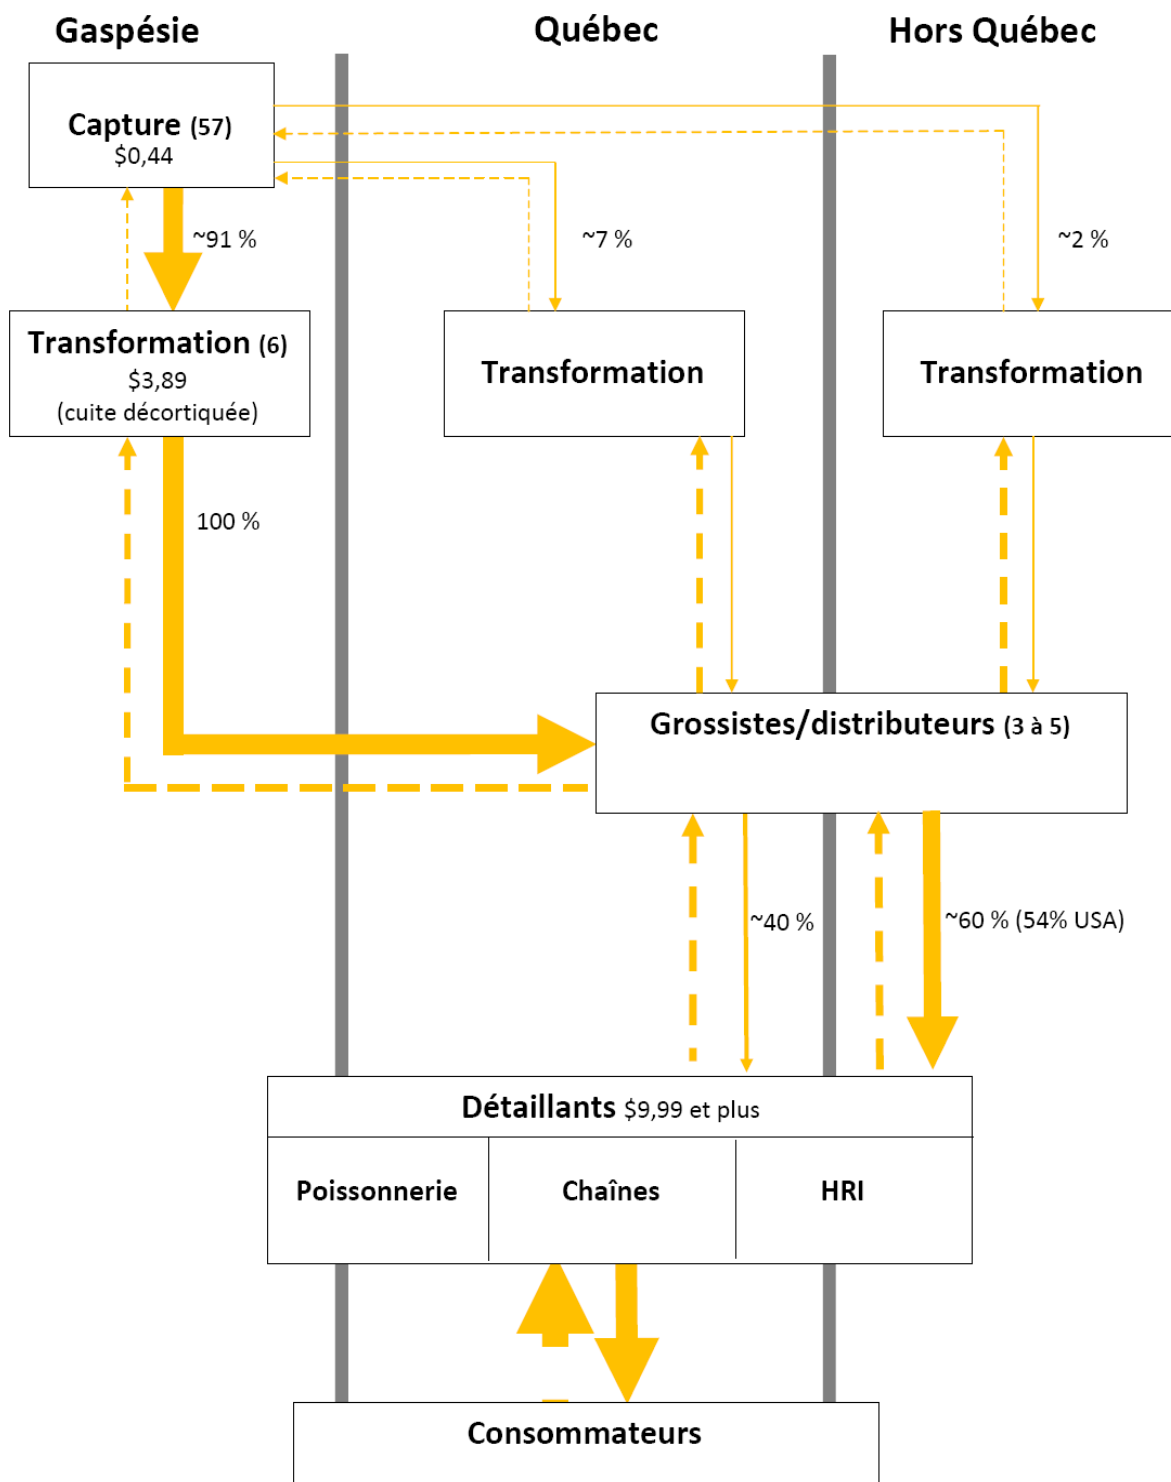 Gaspésie
Québec
Hors Québec
Capture (57)
$0,44
~91 %
~7 %
~2 %
Transformation (6)
$3,89
(cuite décortiquée)
Transformation
Transformation
100 %
Grossistes/distributeurs (3 à 5)
~40 %
~60 % (54% USA)
Détaillants $9,99 et plus
Poissonnerie
Chaînes
HRI
Consommateurs